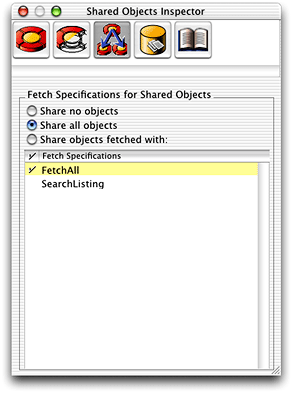 Shared Objects Inspector
Fetch Specifications for Shared Objects
Share no objects
Share all objects
Share objects fetched with:
Fetch Specifications
FetchAll
SearchListing